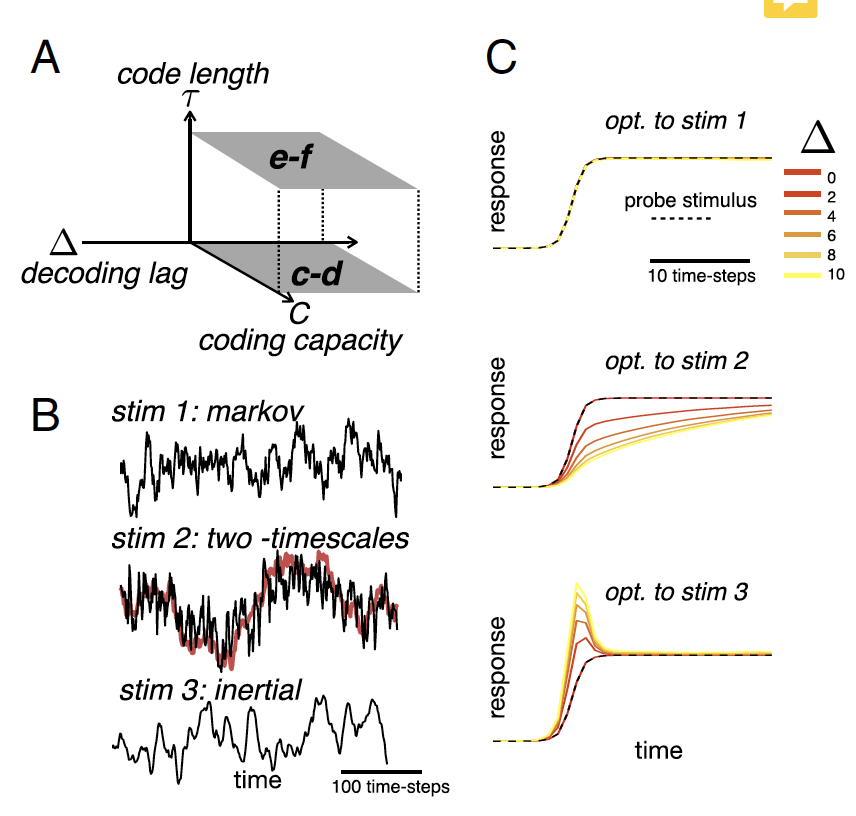 A
code length
τ
e-f
Δ
decoding lag
c-d
C
coding capacity
B
stim 1: markov
stim 2: two -timescales
stim 3: inertial
time
100 time-steps
C
opt. to stim 1
response
probe stimulus
10 time-steps
Δ
0
2
4
6
8
10
opt. to stim 2
response
opt. to stim 3
response
time